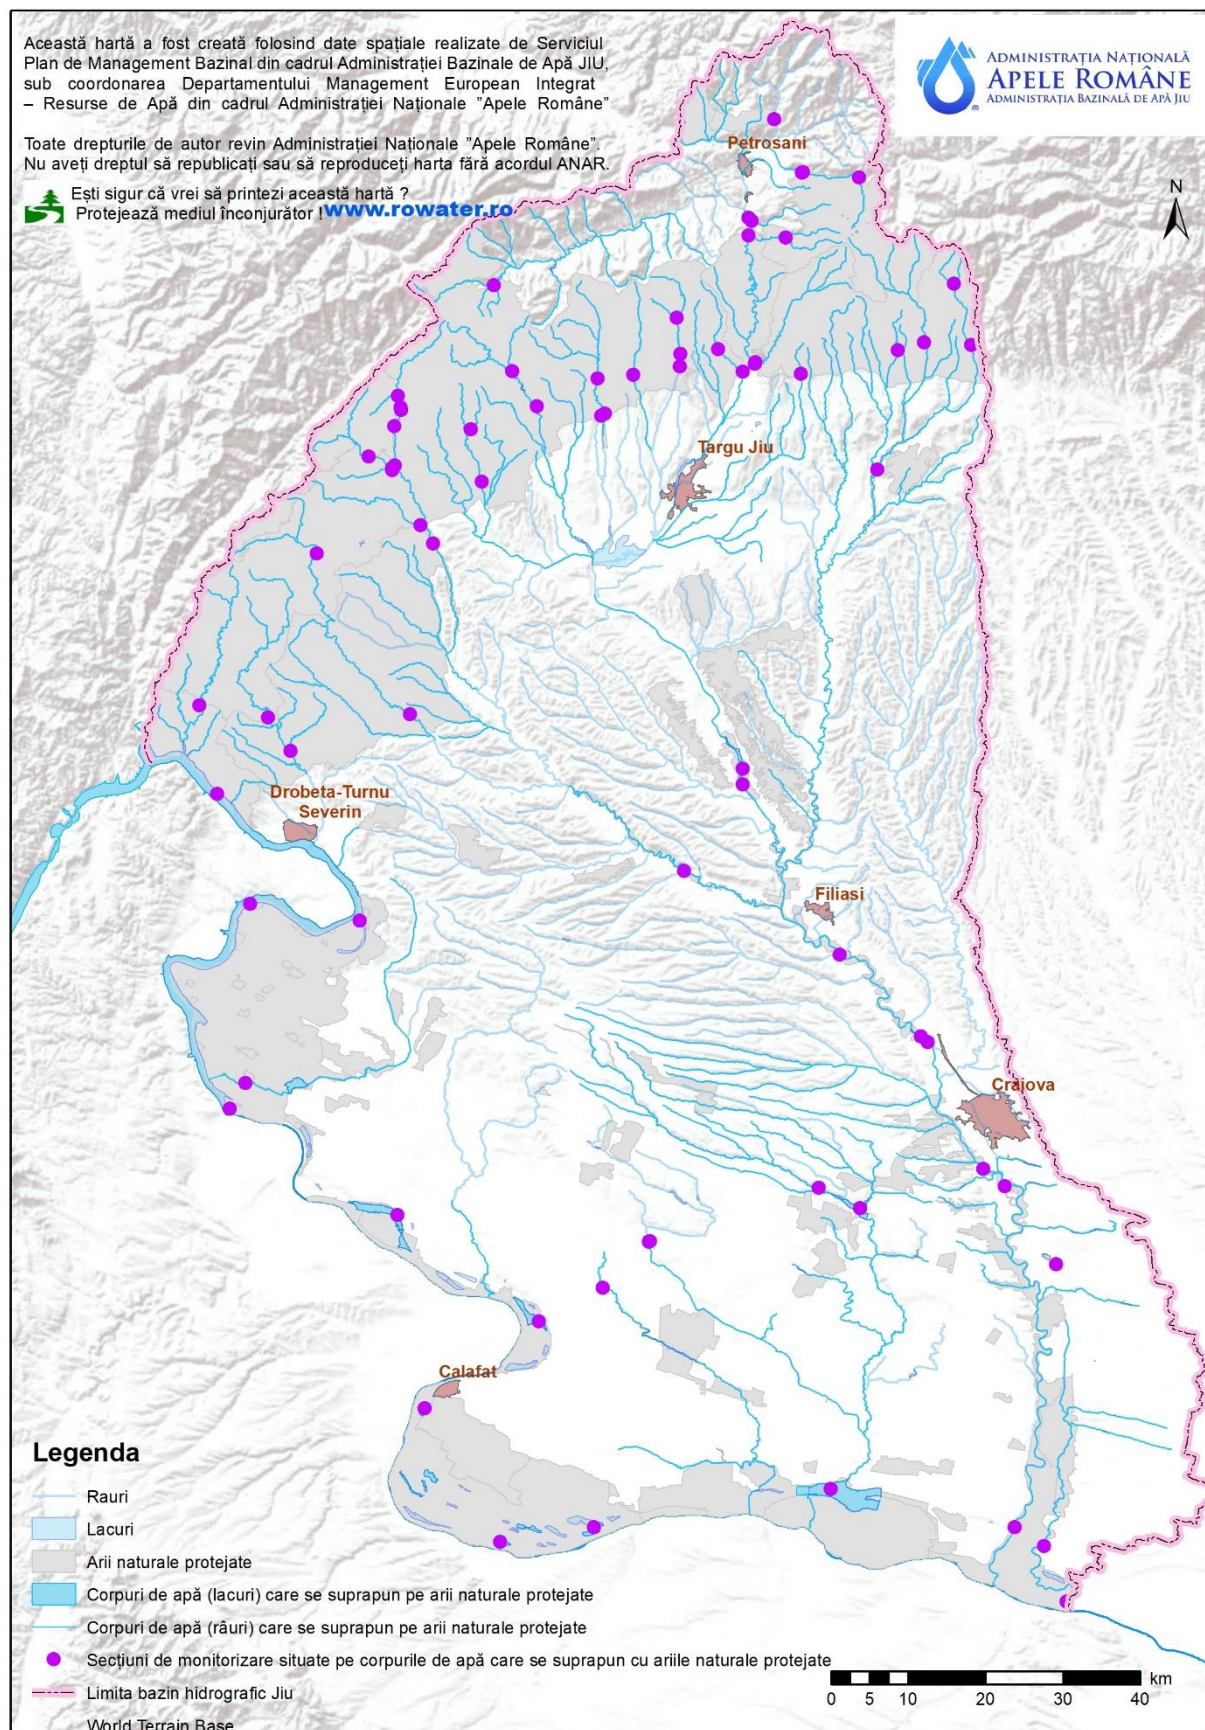 Această hartă a fost creată folosind date spațiale realizate de Serviciul
Plan de Management Bazinal din cadrul Administrației Bazinale de Apă JIU,
sub coordonarea Departamentului Management European Integrat
– Resurse de Apă din cadrul Administrației Naționale ”Apele Române”
Toate drepturile de autor revin Administrației Naționale ”Apele Române”.
Nu aveți dreptul să republicați sau să reproduceți harta fără acordul ANAR.
Ești sigur că vrei să printezi această hartă ?
Protejează mediul înconjurător ! www.rowater.ro
ADMINISTRAȚIA NAȚIONALĂ
APELE ROMÂNE
ADMINISTRAȚIA BAZINALĂ DE APĂ JIU
®
N
Petrosani
Targu Jiu
Drobeta-Turnu
Severin
Filiasi
Craiova
Calafat
Legenda
Rauri
Lacuri
Arii naturale protejate
Corpuri de apă (lacuri) care se suprapun pe arii naturale protejate
Corpuri de apă (râuri) care se suprapun pe arii naturale protejate
Secțiuni de monitorizare situate pe corpurile de apă care se suprapun cu ariile naturale protejate
Limita bazin hidrografic Jiu
World Terrain Base
km
0 5 10 20 30 40